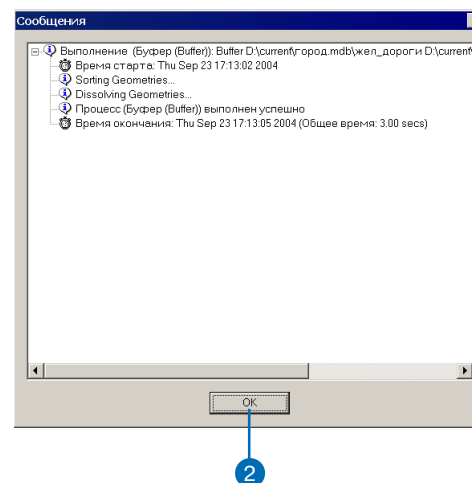 Сообщения
Выполнение (Буфер (Buffer)): Buffer D:\current\город.mdb\жел_дороги D:\current\
Время старта: Thu Sep 23 17:13:02 2004
Sorting Geometries...
Dissolving Geometries...
Процесс (Буфер (Buffer)) выполнен успешно
Время окончания: Thu Sep 23 17:13:05 2004 (Общее время: 3.00 secs)
OK
2